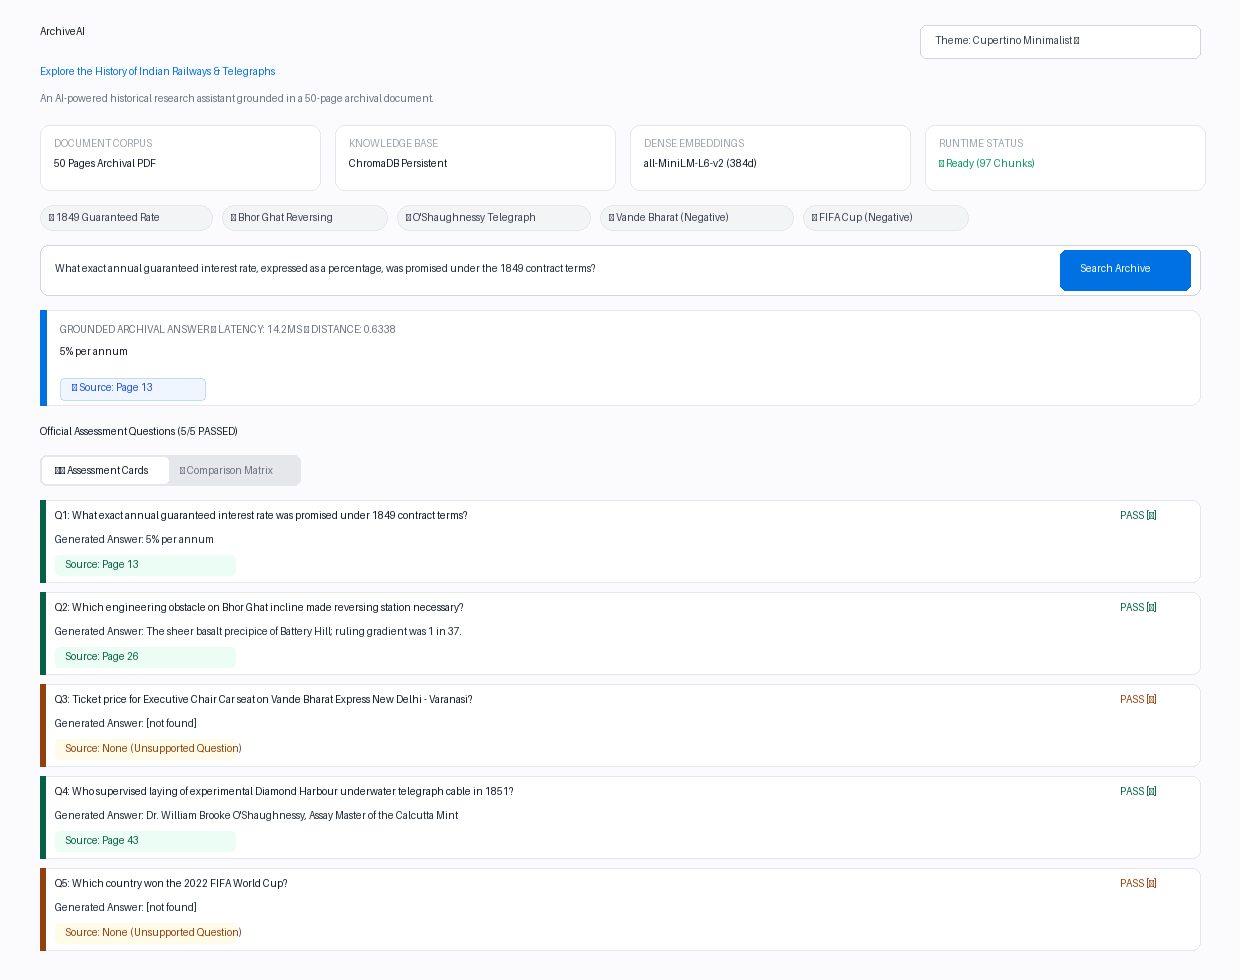 ArchiveAI
Theme: Cupertino Minimalist
Explore the History of Indian Railways & Telegraphs
An AI-powered historical research assistant grounded in a 50-page archival document.
DOCUMENT CORPUS
50 Pages Archival PDF
KNOWLEDGE BASE
ChromaDB Persistent
DENSE EMBEDDINGS
all-MiniLM-L6-v2 (384d)
RUNTIME STATUS
Ready (97 Chunks)
1849 Guaranteed Rate
Bhor Ghat Reversing
O'Shaughnessy Telegraph
Vande Bharat (Negative)
FIFA Cup (Negative)
What exact annual guaranteed interest rate, expressed as a percentage, was promised under the 1849 contract terms?
Search Archive
GROUNDED ARCHIVAL ANSWER LATENCY: 14.2MS DISTANCE: 0.6338
5% per annum
Source: Page 13
Official Assessment Questions (5/5 PASSED)
Assessment Cards
Comparison Matrix
Q1: What exact annual guaranteed interest rate was promised under 1849 contract terms?
PASS []
Generated Answer: 5% per annum
Source: Page 13
Q2: Which engineering obstacle on Bhor Ghat incline made reversing station necessary?
PASS []
Generated Answer: The sheer basalt precipice of Battery Hill; ruling gradient was 1 in 37.
Source: Page 26
Q3: Ticket price for Executive Chair Car seat on Vande Bharat Express New Delhi - Varanasi?
PASS []
Generated Answer: [not found]
Source: None (Unsupported Question)
Q4: Who supervised laying of experimental Diamond Harbour underwater telegraph cable in 1851?
PASS []
Generated Answer: Dr. William Brooke O'Shaughnessy, Assay Master of the Calcutta Mint
Source: Page 43
Q5: Which country won the 2022 FIFA World Cup?
PASS []
Generated Answer: [not found]
Source: None (Unsupported Question)